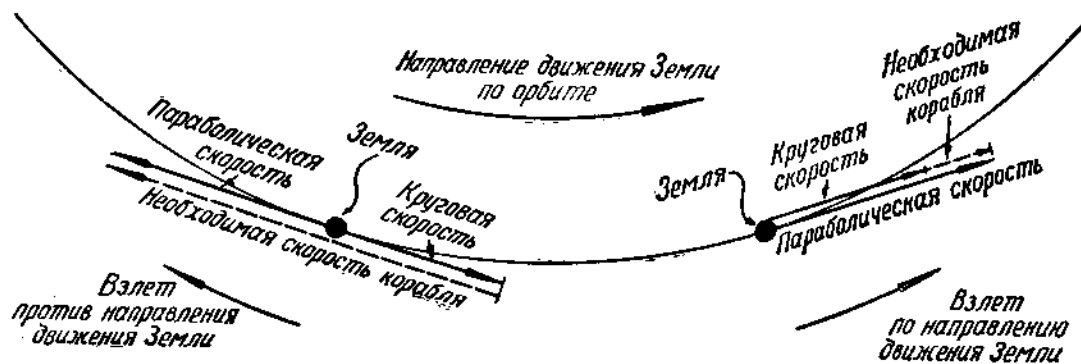 Направление движения Земли
по орбите
Необходимая
скорость
корабля
Параболическая
скорость
Земля
Круговая
скорость
Необходимая скорость корабля
Взлет
против направления
движения Земли
Круговая
скорость
Земля
Параболическая скорость
Взлет
по направлению
движения Земли